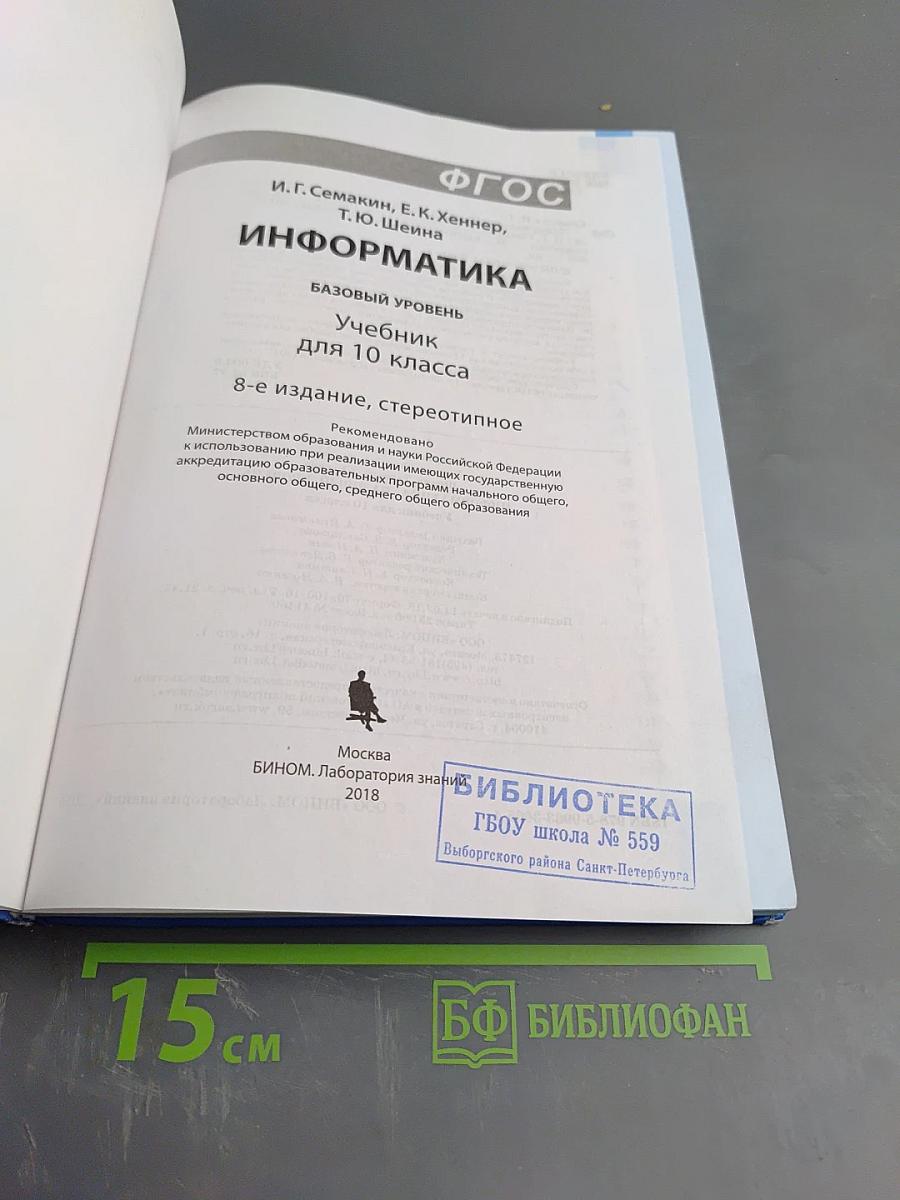 ФГОС
И. Г. Семакин, Е. К. Хеннер,
Т. Ю. Шеина
ИНФОРМАТИКА
БАЗОВЫЙ УРОВЕНЬ
Учебник
для 10 класса
8-е издание, стереотипное
Рекомендовано
Министерством образования и науки Российской Федерации
к использованию при реализации имеющих государственную
аккредитацию образовательных программ начального общего,
основного общего, среднего общего образования
Москва
БИНОМ. Лаборатория знаний
2018
БИБЛИОТЕКА
ГБОУ школа № 559
Выборгского района Санкт-Петербурга
15 см
БФ БИБЛИОФАН